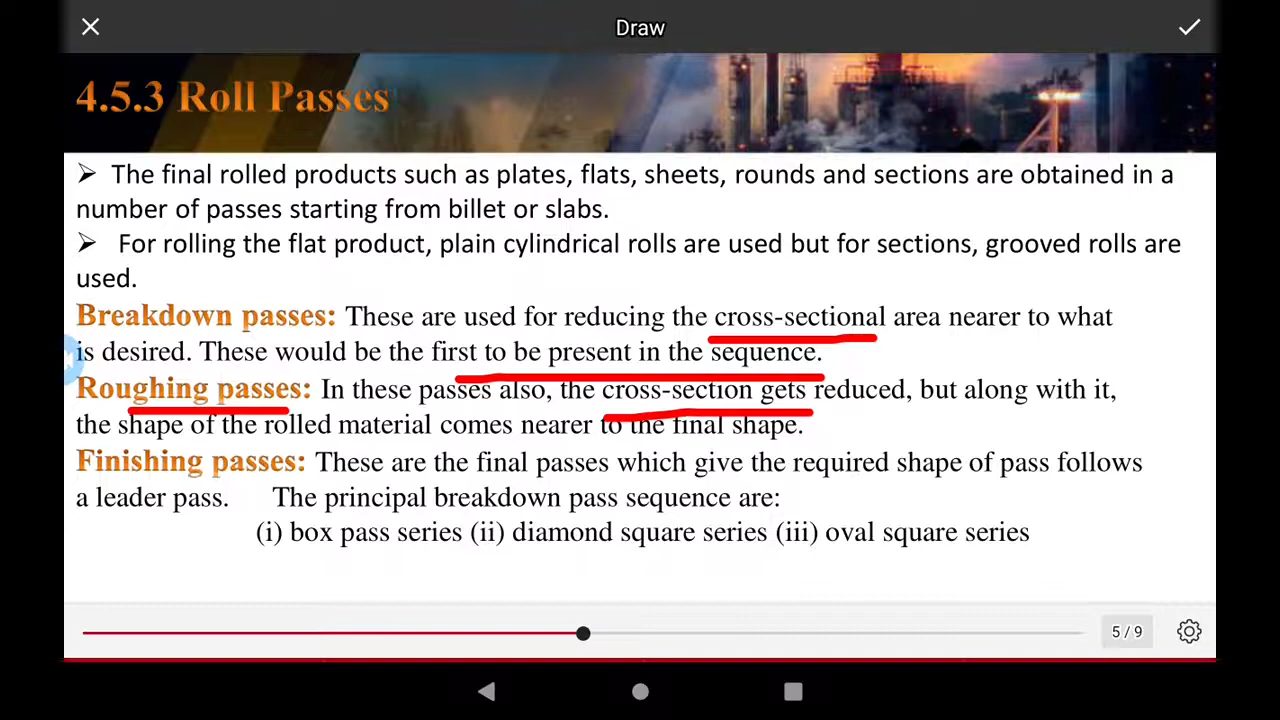 Draw
4.5.3 Roll Passes
➢ The final rolled products such as plates, flats, sheets, rounds and sections are obtained in a
number of passes starting from billet or slabs.
➢ For rolling the flat product, plain cylindrical rolls are used but for sections, grooved rolls are
used.
Breakdown passes: These are used for reducing the cross-sectional area nearer to what
is desired. These would be the first to be present in the sequence.
Roughing passes: In these passes also, the cross-section gets reduced, but along with it,
the shape of the rolled material comes nearer to the final shape.
Finishing passes: These are the final passes which give the required shape of pass follows
a leader pass. The principal breakdown pass sequence are:
(i) box pass series (ii) diamond square series (iii) oval square series
5 / 9